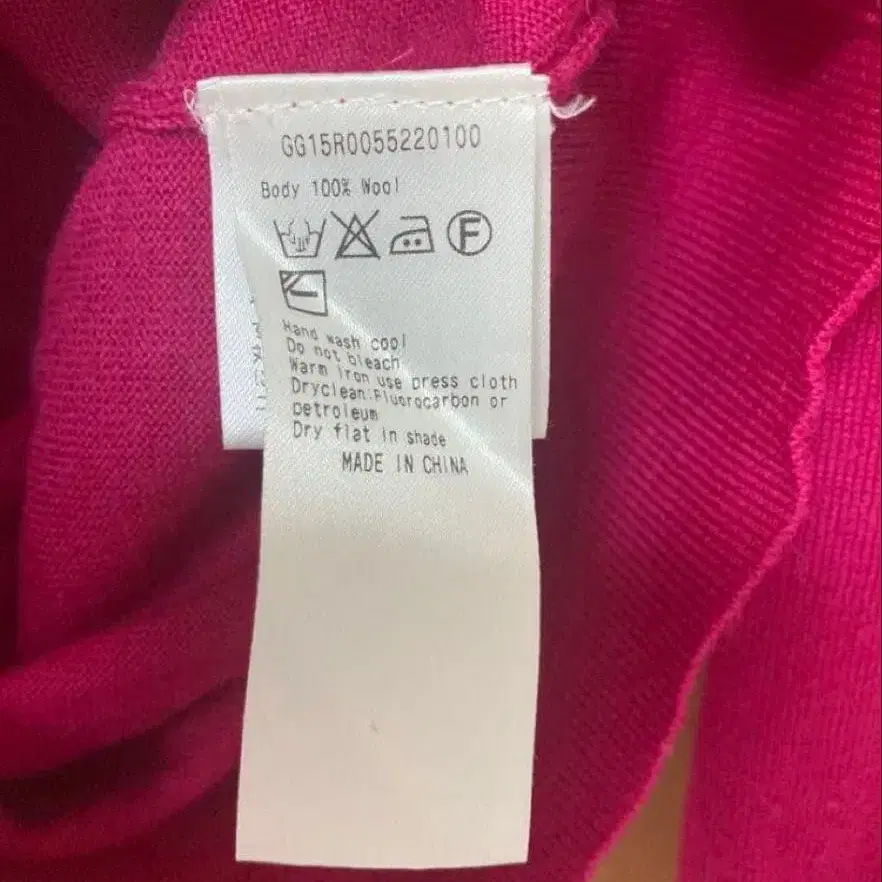 GG15R0055220100
Body 100% Wool
F
Hand wash cool
Do not bleach
Warm iron use press cloth
Dryclean:Fluorocarbon or
petroleum
Dry flat in shade
MADE IN CHINA